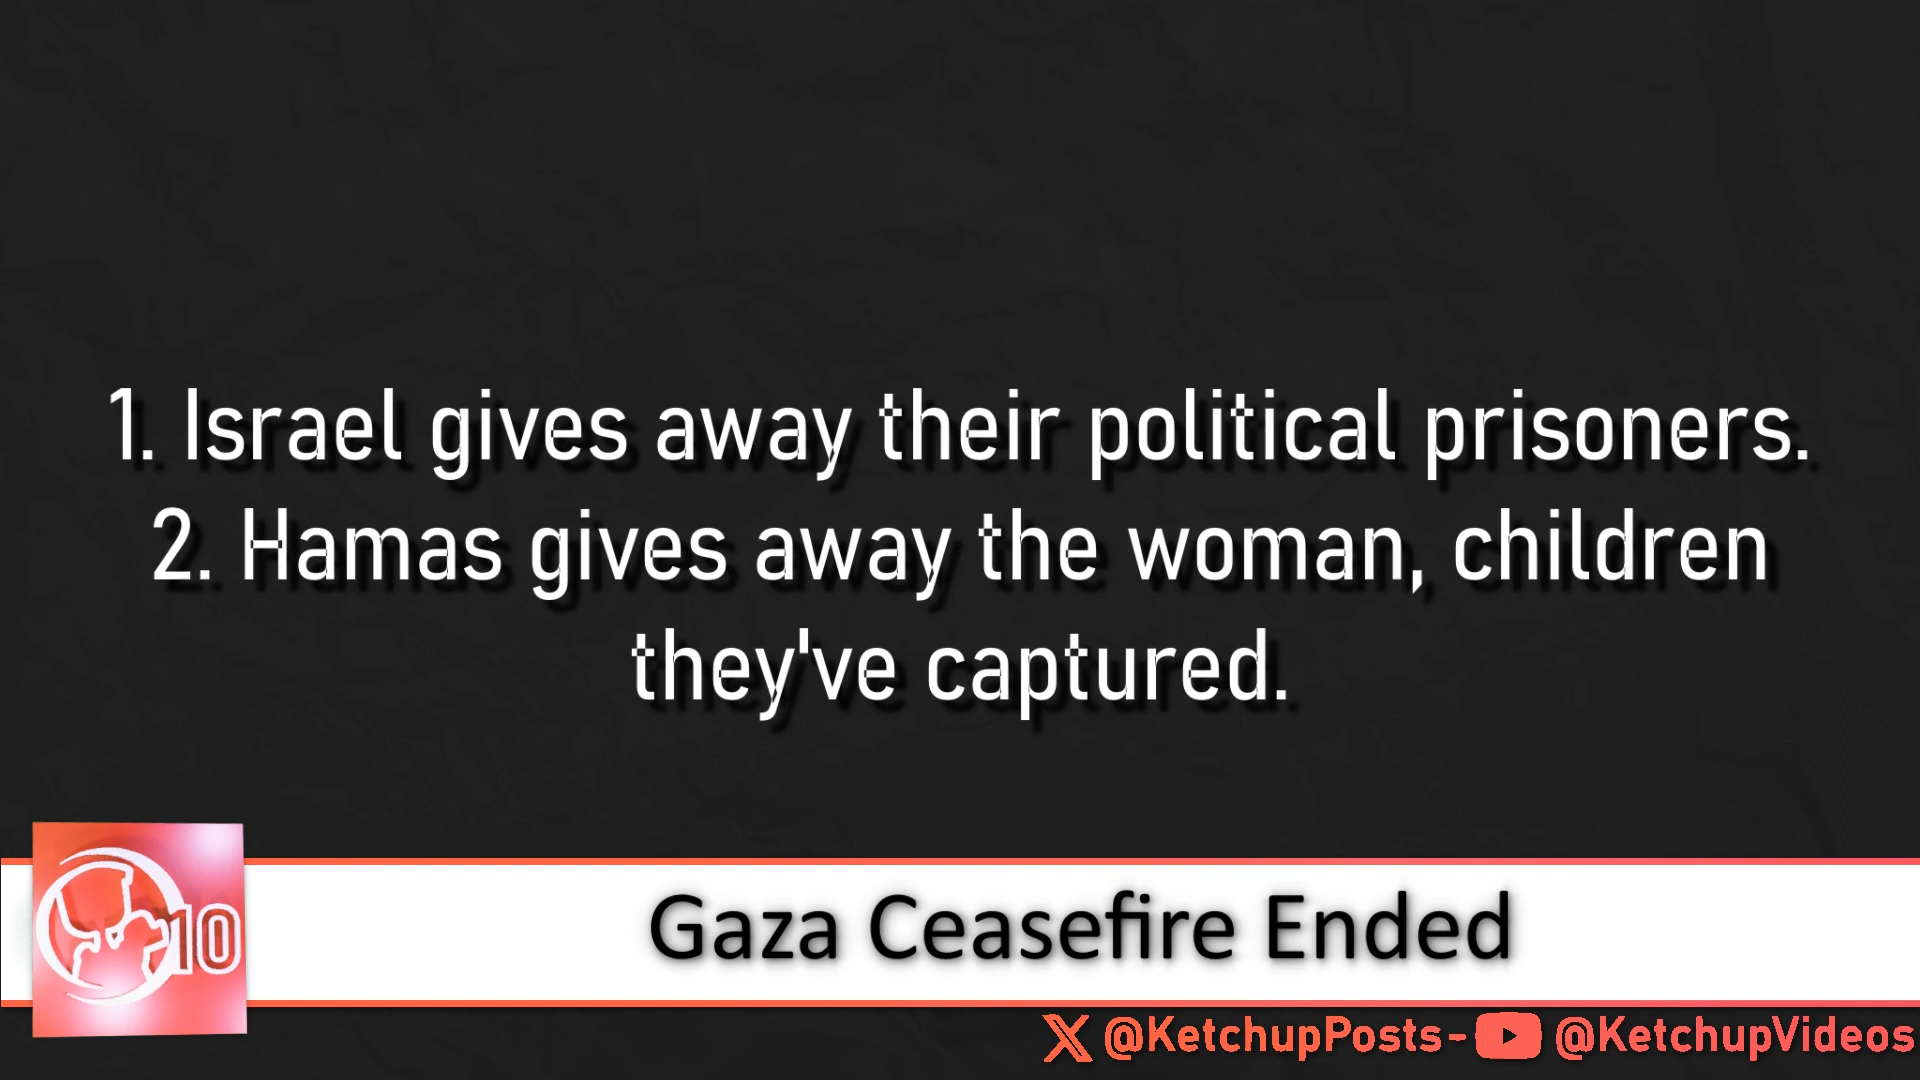 1. Israel gives away their political prisoners.
2. Hamas gives away the woman, children
they've captured.
10
Gaza Ceasefire Ended
@KetchupPosts- @KetchupVideos